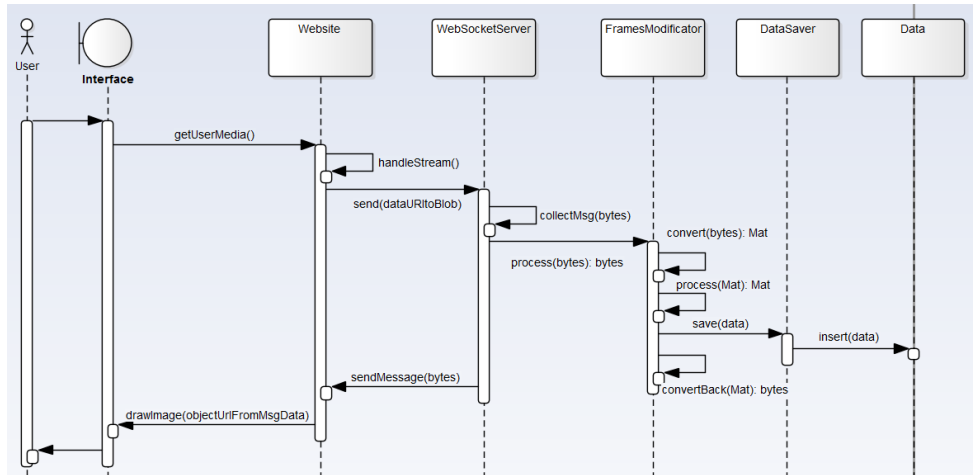 User
Interface
Website
WebSocketServer
FramesModificator
DataSaver
Data
getUserMedia()
handleStream()
send(dataURItoBlob)
collectMsg(bytes)
convert(bytes): Mat
process(bytes): bytes
process(Mat): Mat
save(data)
insert(data)
sendMessage(bytes)
convertBack(Mat): bytes
drawImage(objectUrlFromMsgData)